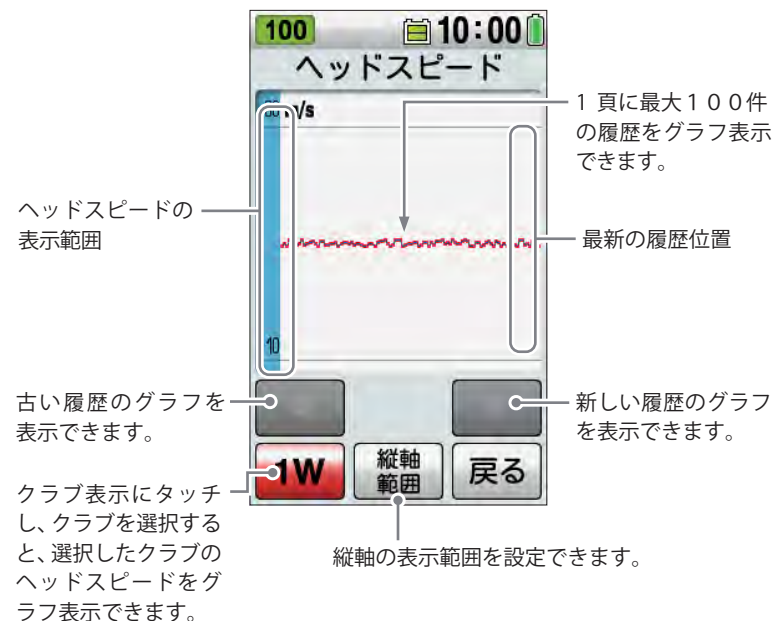 100 10:00
ヘッドスピード
m/s
10
1W
縦軸
範囲
戻る
ヘッドスピードの
表示範囲
古い履歴のグラフを
表示できます。
クラブ表示にタッチ
し、クラブを選択する
と、選択したクラブの
ヘッドスピードをグ
ラフ表示できます。
1 頁に最大１００件
の履歴をグラフ表示
できます。
最新の履歴位置
新しい履歴のグラフ
を表示できます。
縦軸の表示範囲を設定できます。